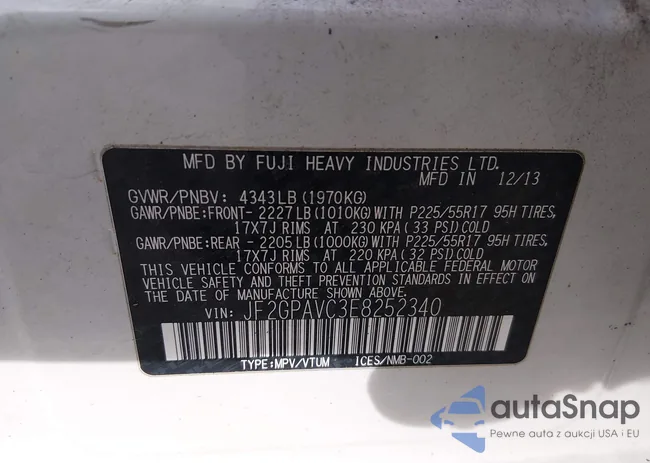 MFD BY FUJI HEAVY INDUSTRIES LTD.
MFD IN 12/13
GVWR/PNBV: 4343LB (1970KG)
GAWR/PNBE:FRONT- 2227LB (1010KG) WITH P225/55R17 95H TIRES,
17X7J RIMS AT 230 KPA (33 PSI) COLD
GAWR/PNBE:REAR - 2205LB (1000KG) WITH P225/55R17 95H TIRES,
17X7J RIMS AT 220 KPA (32 PSI)COLD
THIS VEHICLE CONFORMS TO ALL APPLICABLE FEDERAL MOTOR
VEHICLE SAFETY AND THEFT PREVENTION STANDARDS IN EFFECT
ON THE DATE OF MANUFACTURE SHOWN ABOVE.
VIN: JF2GPAVC3E8252340
TYPE:MPV/VTUM ICES/NMB-002
autoSnap
Pewne auta z aukcji USA i EU